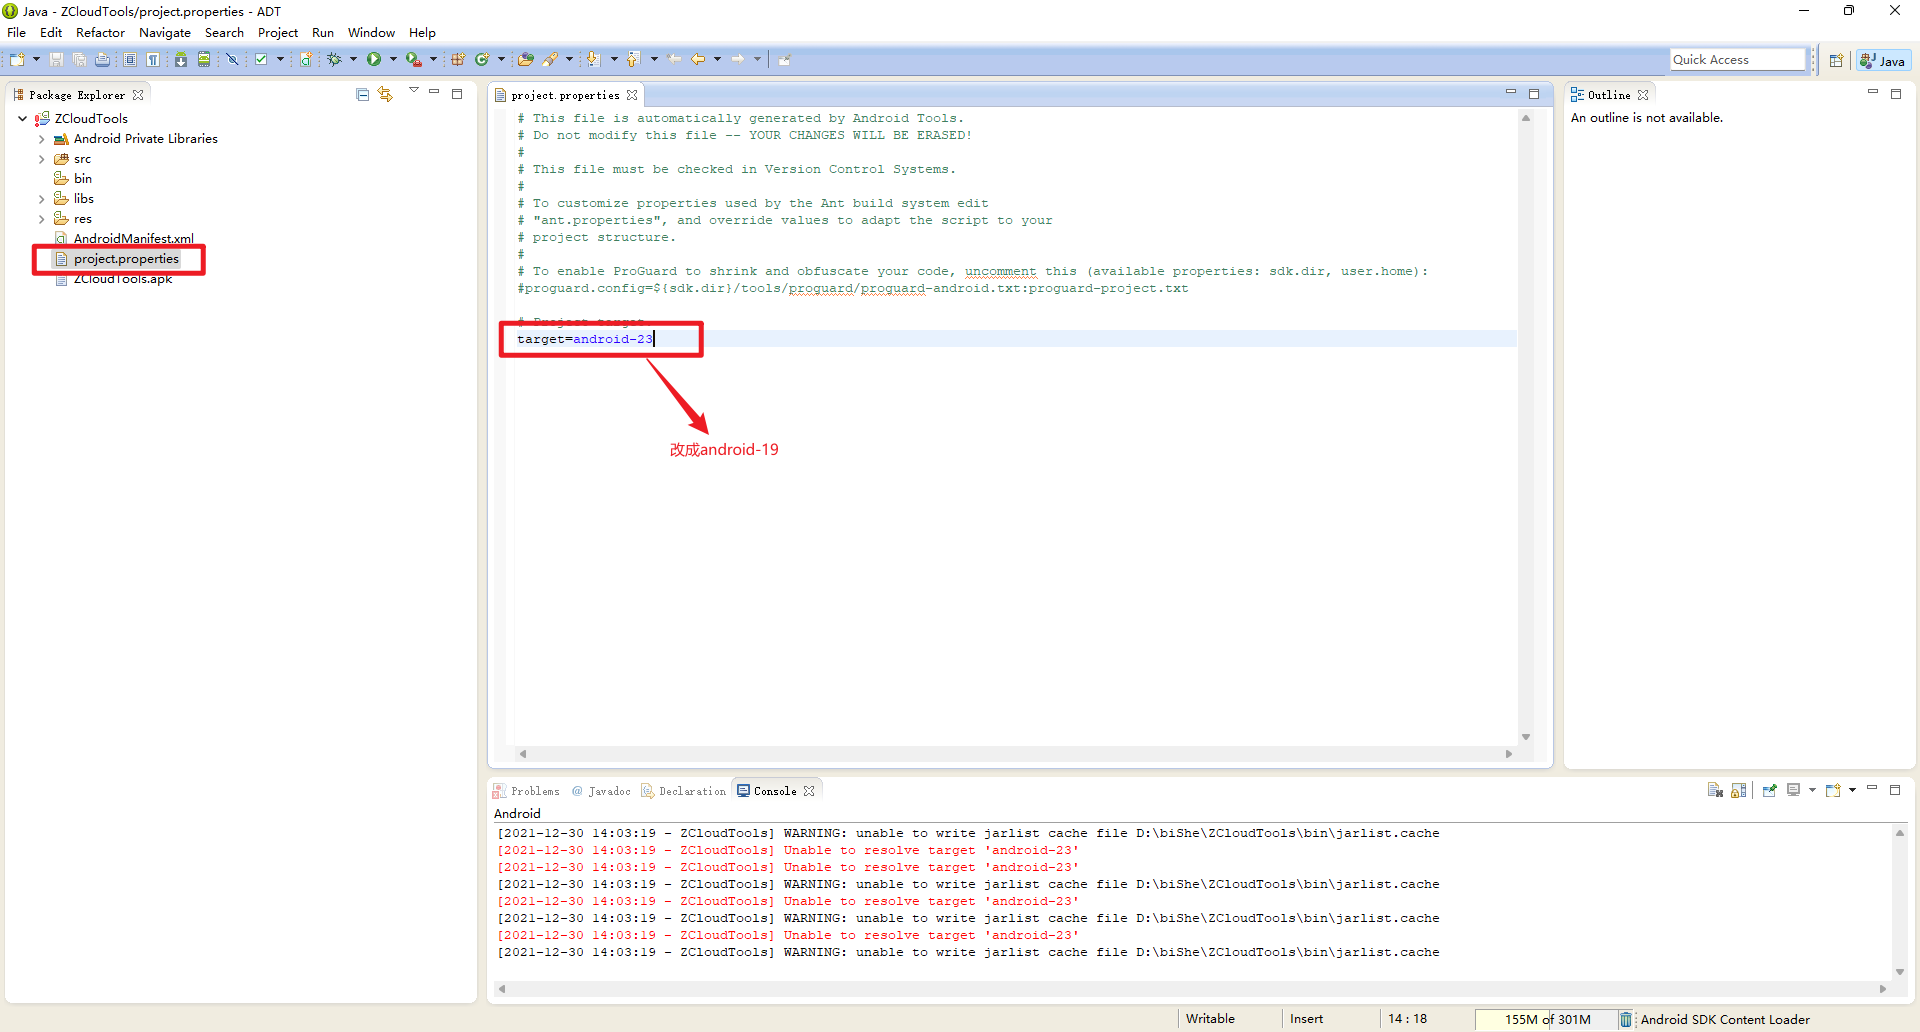 Java - ZCloudTools/project.properties - ADT
File Edit Refactor Navigate Search Project Run Window Help
Quick Access
Java
Package Explorer
ZCloudTools
Android Private Libraries
src
bin
libs
res
AndroidManifest.xml
project.properties
ZCloudTools.apk
project.properties
# This file is automatically generated by Android Tools.
# Do not modify this file -- YOUR CHANGES WILL BE ERASED!
#
# This file must be checked in Version Control Systems.
#
# To customize properties used by the Ant build system edit
# "ant.properties", and override values to adapt the script to your
# project structure.
#
# To enable ProGuard to shrink and obfuscate your code, uncomment this (available properties: sdk.dir, user.home):
#proguard.config=${sdk.dir}/tools/proguard/proguard-android.txt:proguard-project.txt
# Project target.
target=android-23
改成android-19
Outline
An outline is not available.
Problems @ Javadoc Declaration Console
Android
[2021-12-30 14:03:19 - ZCloudTools] WARNING: unable to write jarlist cache file D:\biShe\ZCloudTools\bin\jarlist.cache
[2021-12-30 14:03:19 - ZCloudTools] Unable to resolve target 'android-23'
[2021-12-30 14:03:19 - ZCloudTools] Unable to resolve target 'android-23'
[2021-12-30 14:03:19 - ZCloudTools] WARNING: unable to write jarlist cache file D:\biShe\ZCloudTools\bin\jarlist.cache
[2021-12-30 14:03:19 - ZCloudTools] Unable to resolve target 'android-23'
[2021-12-30 14:03:19 - ZCloudTools] WARNING: unable to write jarlist cache file D:\biShe\ZCloudTools\bin\jarlist.cache
[2021-12-30 14:03:19 - ZCloudTools] Unable to resolve target 'android-23'
[2021-12-30 14:03:19 - ZCloudTools] WARNING: unable to write jarlist cache file D:\biShe\ZCloudTools\bin\jarlist.cache
Writable Insert 14 : 18 155M of 301M Android SDK Content Loader